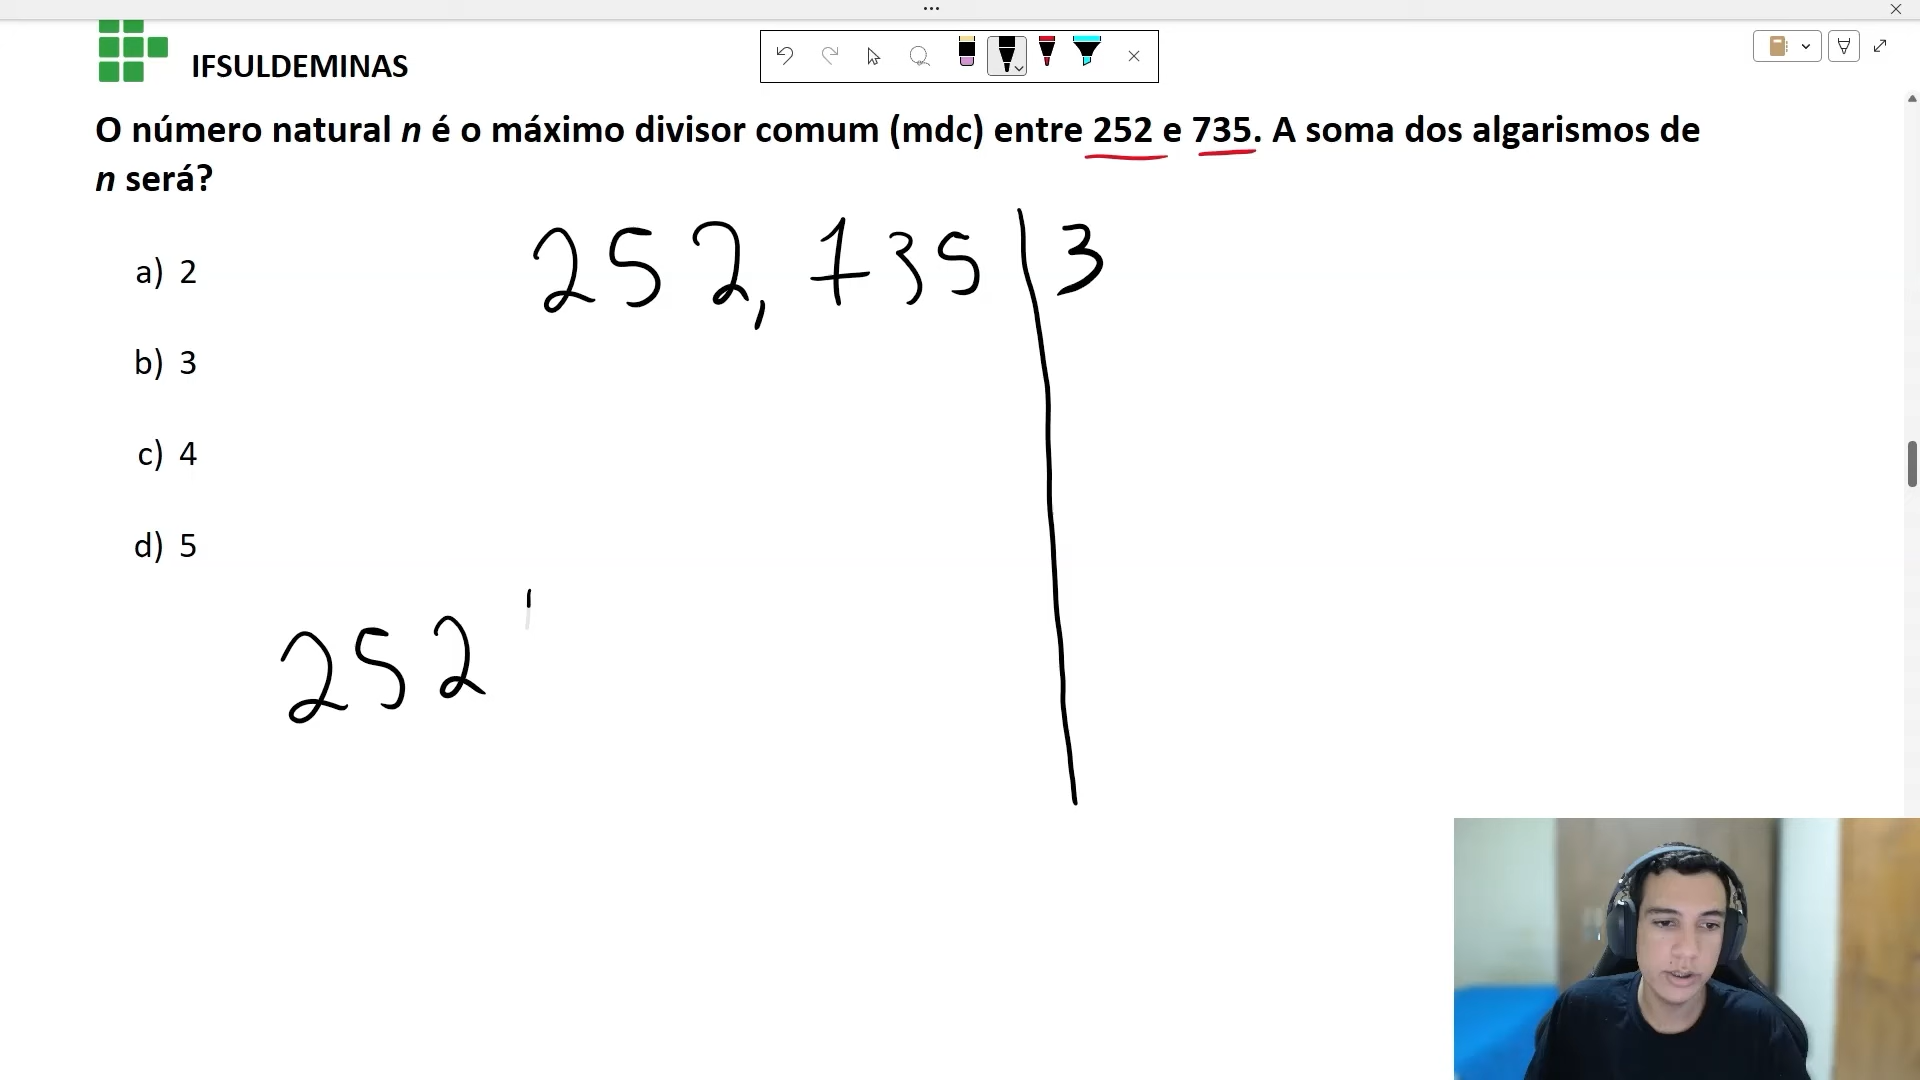 IFSULDEMINAS
O número natural n é o máximo divisor comum (mdc) entre 252 e 735. A soma dos algarismos de
n será?
a) 2
b) 3
c) 4
d) 5
252, 735 | 3
252